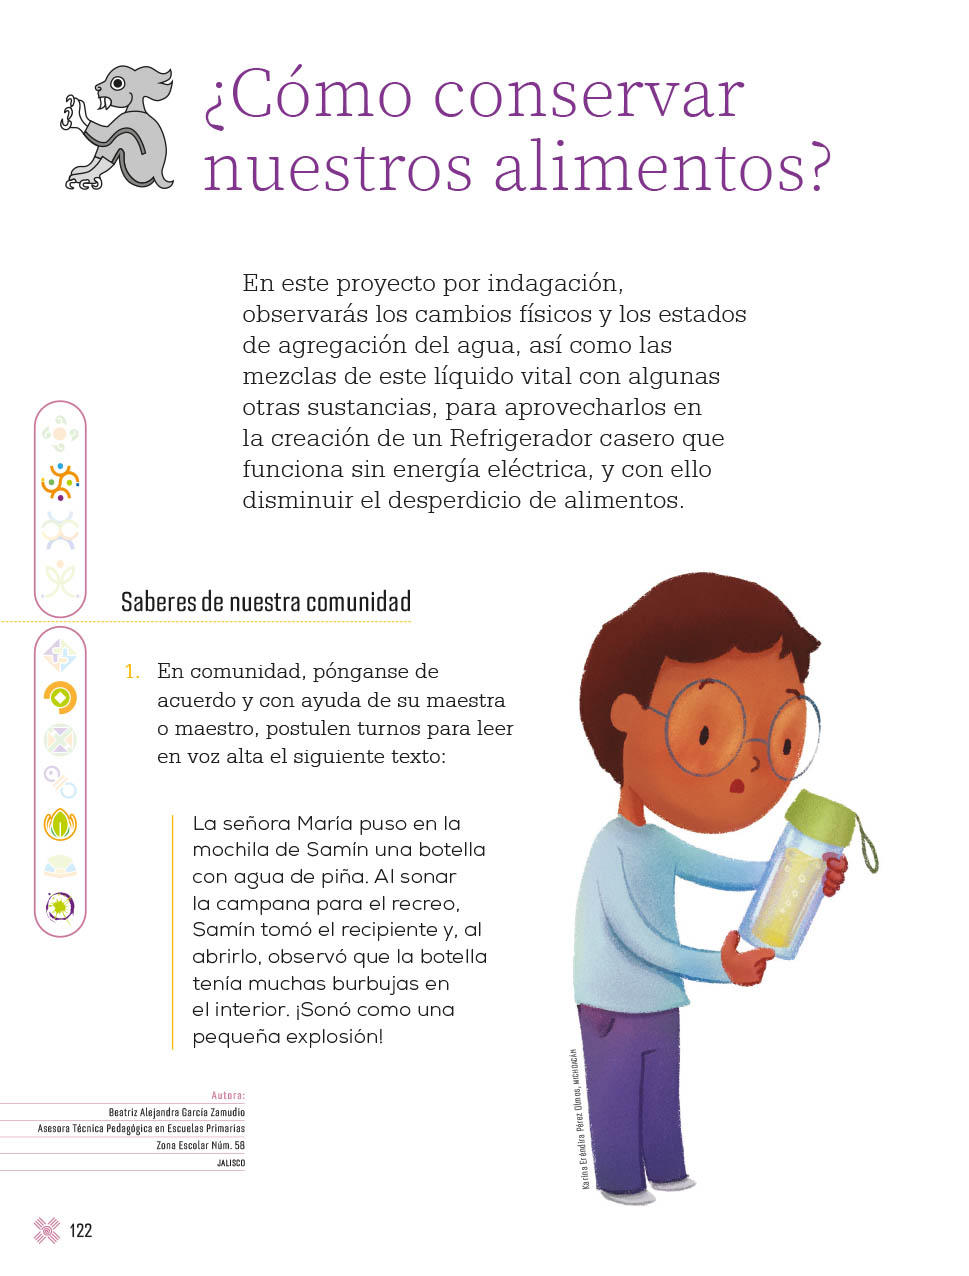 ¿Cómo conservar
nuestros alimentos?
En este proyecto por indagación,
observarás los cambios físicos y los estados
de agregación del agua, así como las
mezclas de este líquido vital con algunas
otras sustancias, para aprovecharlos en
la creación de un Refrigerador casero que
funciona sin energía eléctrica, y con ello
disminuir el desperdicio de alimentos.
Saberes de nuestra comunidad
1. En comunidad, pónganse de
acuerdo y con ayuda de su maestra
o maestro, postulen turnos para leer
en voz alta el siguiente texto:
La señora María puso en la
mochila de Samín una botella
con agua de piña. Al sonar
la campana para el recreo,
Samín tomó el recipiente y, al
abrirlo, observó que la botella
tenía muchas burbujas en
el interior. ¡Sonó como una
pequeña explosión!
Karina Eréndira Pérez Olmos, MICHOACÁN
Autora:
Beatriz Alejandra García Zamudio
Asesora Técnica Pedagógica en Escuelas Primarias
Zona Escolar Núm. 58
JALISCO
122